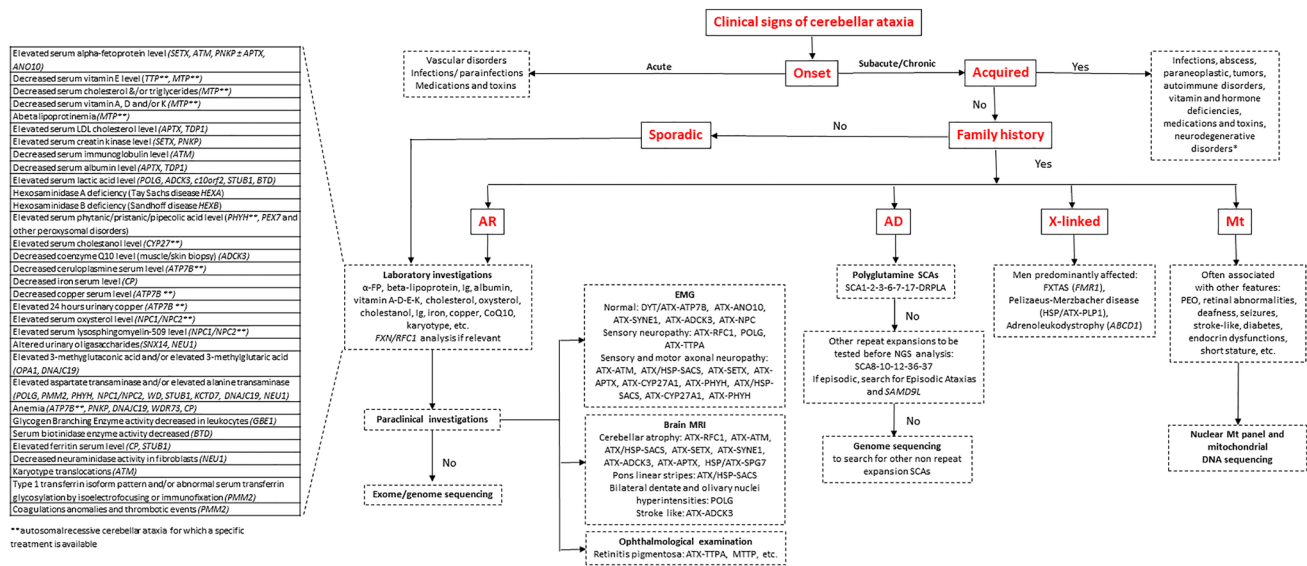 Clinical signs of cerebellar ataxia
Acute
Onset
Subacute/Chronic
Acquired
Yes
Vascular disorders
Infections/ parainfections
Medications and toxins
Infections, abscess,
paraneoplastic, tumors,
autoimmune disorders,
vitamin and hormone
deficiencies,
medications and toxins,
neurodegenerative
disorders*
No
Sporadic
No
Family history
Yes
AR
AD
X-linked
Mt
Elevated serum alpha-fetoprotein level (SETX, ATM, PNKP ± APTX,
ANO10)
Decreased serum vitamin E level (TTP**, MTP**)
Decreased serum cholesterol &/or triglycerides (MTP**)
Decreased serum vitamin A, D and/or K (MTP**)
Abeta lipoprotinemia (MTP**)
Elevated serum LDL cholesterol level (APTX, TDP1)
Elevated serum creatin kinase level (SETX, PNKP)
Decreased serum immunoglobulin level (ATM)
Decreased serum albumin level (APTX, TDP1)
Elevated serum lactic acid level (POLG, ADCK3, c10orf2, STUB1, BTD)
Hexosaminidase A deficiency (Tay Sachs disease HEXA)
Hexosaminidase B deficiency (Sandhoff disease HEXB)
Elevated serum phytanic/pristanic/pipecolic acid level (PHYH**, PEX7 and
other peroxysomal disorders)
Elevated serum cholestanol level (CYP27**)
Decreased coenzyme Q10 level (muscle/skin biopsy) (ADCK3)
Decreased ceruloplasmine serum level (ATP7B**)
Decreased iron serum level (CP)
Decreased copper serum level (ATP7B **)
Elevated 24 hours urinary copper (ATP7B **)
Elevated serum oxysterol level (NPC1/NPC2**)
Elevated serum lysosphingomyelin-509 level (NPC1/NPC2**)
Altered urinary oligasaccharides (SNX14, NEU1)
Elevated 3-methylglutaconic acid and/or elevated 3-methylglutaric acid
(OPA1, DNAJC19)
Elevated aspartate transaminase and/or elevated alanine transaminase
(POLG, PMM2, PHYH, NPC1/NPC2, WD, STUB1, KCTD7, DNAJC19, NEU1)
Anemia (ATP7B**, PNKP, DNAJC19, WDR73, CP)
Glycogen Branching Enzyme activity decreased in leukocytes (GBE1)
Serum biotinidase enzyme activity decreased (BTD)
Elevated ferritin serum level (CP, STUB1)
Decreased neuraminidase activity in fibroblasts (NEU1)
Karyotype translocations (ATM)
Type 1 transferrin isoform pattern and/or abnormal serum transferrin
glycosylation by isoelectrofocusing or immunofixation (PMM2)
Coagulations anomalies and thrombotic events (PMM2)
**autosomal recessive cerebellar ataxia for which a specific
treatment is available
Laboratory investigations
α-FP, beta-lipoprotein, Ig, albumin,
vitamin A-D-E-K, cholesterol, oxysterol,
cholestanol, Ig, iron, copper, CoQ10,
karyotype, etc.
FXN/RFC1 analysis if relevant
Paraclinical investigations
No
Exome/genome sequencing
EMG
Normal: DYT/ATX-ATP7B, ATX-ANO10,
ATX-SYNE1, ATX-ADCK3, ATX-NPC
Sensory neuropathy: ATX-RFC1, POLG,
ATX-TTPA
Sensory and motor axonal neuropathy:
ATX-ATM, ATX/HSP-SACS, ATX-SETX, ATX-
APTX, ATX-CYP27A1, ATX-PHYH, ATX/HSP-
SACS, ATX-CYP27A1, ATX-PHYH
Brain MRI
Cerebellar atrophy: ATX-RFC1, ATX-ATM,
ATX/HSP-SACS, ATX-SETX, ATX-SYNE1,
ATX-ADCK3, ATX-APTX, HSP/ATX-SPG7
Pons linear stripes: ATX/HSP-SACS
Bilateral dentate and olivary nuclei
hyperintensities: POLG
Stroke like: ATX-ADCK3
Ophthalmological examination
Retinitis pigmentosa: ATX-TTPA, MTTP, etc.
Polyglutamine SCAs
SCA1-2-3-6-7-17-DRPLA
No
Other repeat expansions to be
tested before NGS analysis:
SCA8-10-12-36-37
If episodic, search for Episodic Ataxias
and SAMD9L
No
Genome sequencing
to search for other non repeat
expansion SCAs
Men predominantly affected:
FXTAS (FMR1),
Pelizaeus-Merzbacher disease
(HSP/ATX-PLP1),
Adrenoleukodystrophy (ABCD1)
Often associated
with other features:
PEO, retinal abnormalities,
deafness, seizures,
stroke-like, diabetes,
endocrin dysfunctions,
short stature, etc.
Nuclear Mt panel and
mitochondrial
DNA sequencing